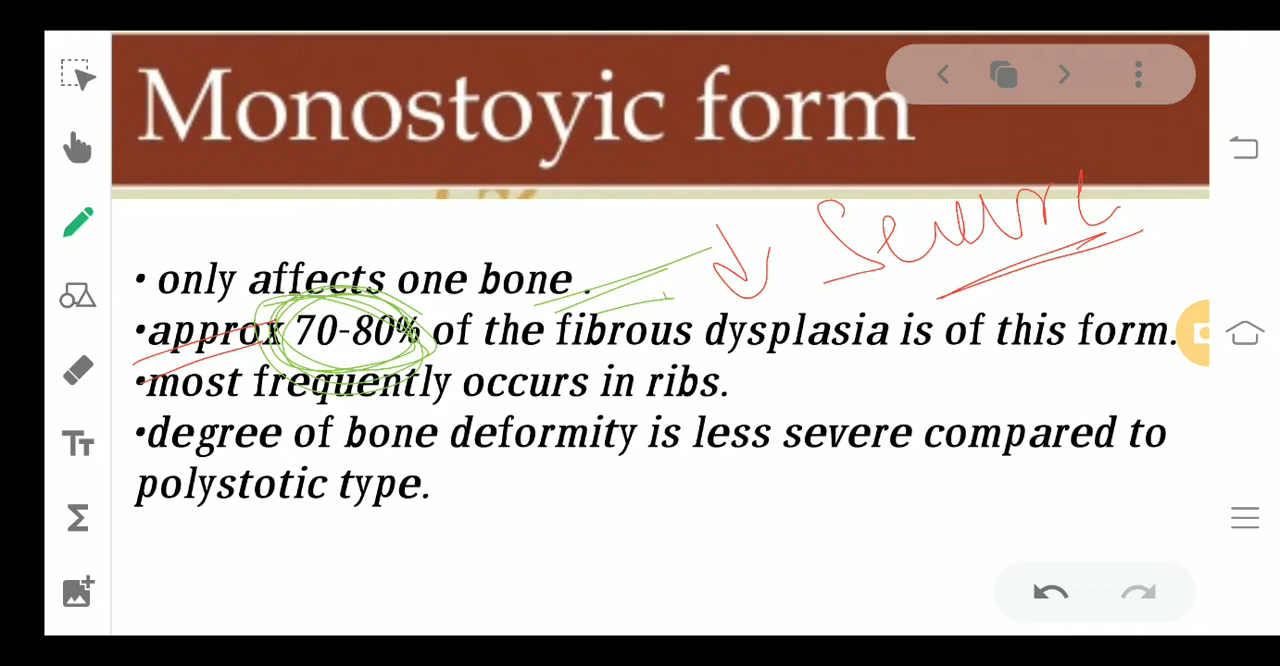 Monostoyic form
↓ Severe
• only affects one bone .
•approx 70-80% of the fibrous dysplasia is of this form.
•most frequently occurs in ribs.
•degree of bone deformity is less severe compared to
polystotic type.
Tт
Σ